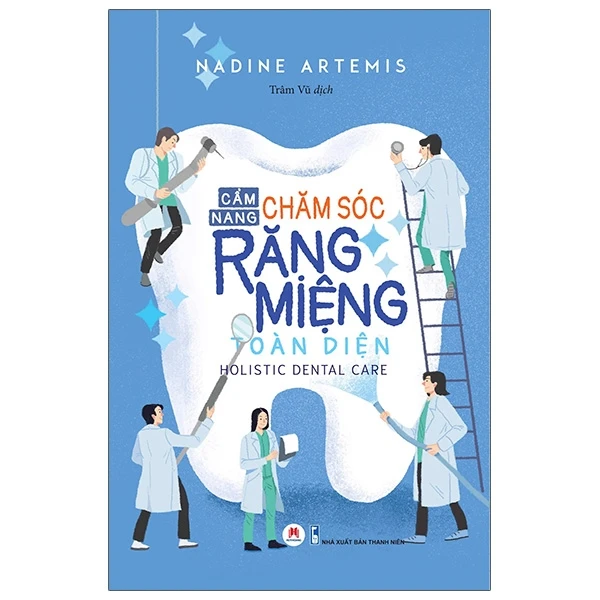 NADINE ARTEMIS
Trâm Vũ dịch
CẨM
NANG
CHĂM SÓC
RĂNG
MIỆNG
TOÀN DIỆN
HOLISTIC DENTAL CARE
NHÀ XUẤT BẢN THANH NIÊN